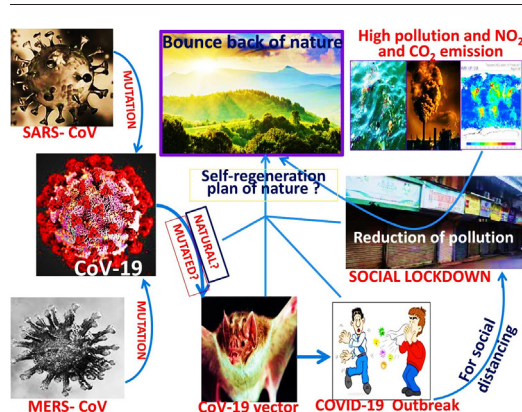 Bounce back of nature
High pollution and NO₂
and CO₂ emission
MUTATION
SARS- CoV
Self-regeneration
plan of nature ?
CoV-19
NATURAL?
MUTATED?
Reduction of pollution
SOCIAL LOCKDOWN
MUTATION
For social
distancing
MERS- CoV
CoV-19 vector
COVID-19 Outbreak